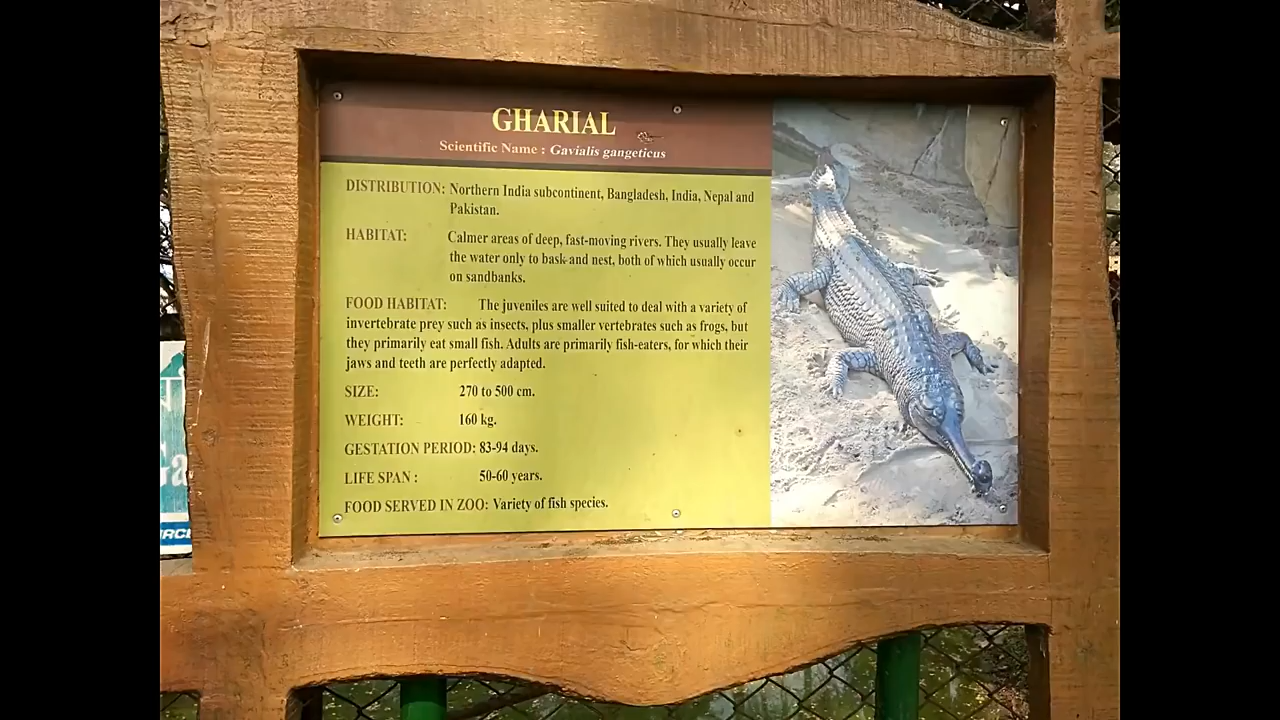 GHARIAL
Scientific Name : Gavialis gangeticus
DISTRIBUTION: Northern India subcontinent, Bangladesh, India, Nepal and
Pakistan.
HABITAT: Calmer areas of deep, fast-moving rivers. They usually leave
the water only to bask and nest, both of which usually occur
on sandbanks.
FOOD HABITAT: The juveniles are well suited to deal with a variety of
invertebrate prey such as insects, plus smaller vertebrates such as frogs, but
they primarily eat small fish. Adults are primarily fish-eaters, for which their
jaws and teeth are perfectly adapted.
SIZE: 270 to 500 cm.
WEIGHT: 160 kg.
GESTATION PERIOD: 83-94 days.
LIFE SPAN : 50-60 years.
FOOD SERVED IN ZOO: Variety of fish species.